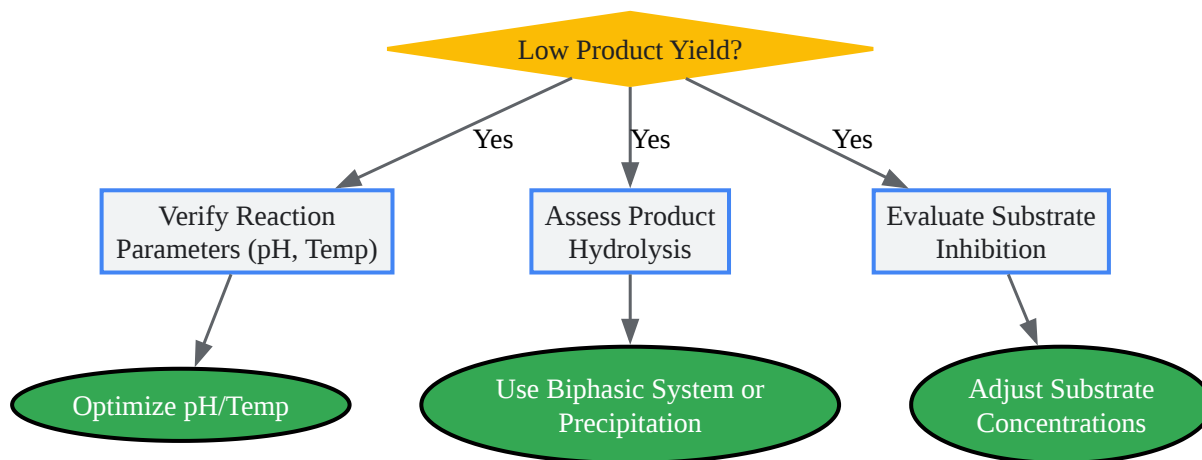 Low Product Yield?
Yes
Yes
Yes
Verify Reaction
Parameters (pH, Temp)
Assess Product
Hydrolysis
Evaluate Substrate
Inhibition
Optimize pH/Temp
Use Biphasic System or
Precipitation
Adjust Substrate
Concentrations